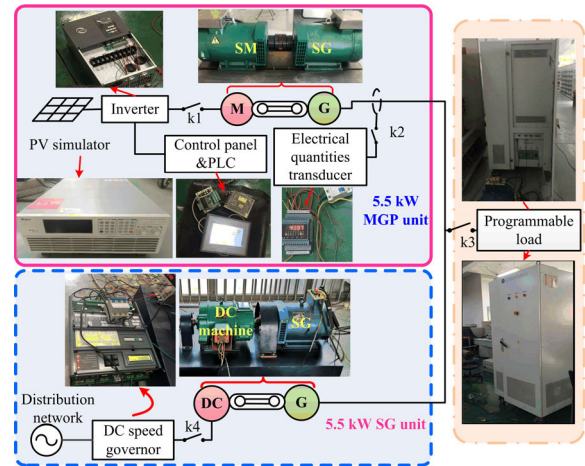 SM
SG
Inverter
k1
M
G
k2
PV simulator
Control panel
&PLC
Electrical
quantities
transducer
5.5 kW
MGP unit
k3
Programmable
load
DC
machine
SG
Distribution
network
DC speed
governor
k4
DC
G
5.5 kW SG unit